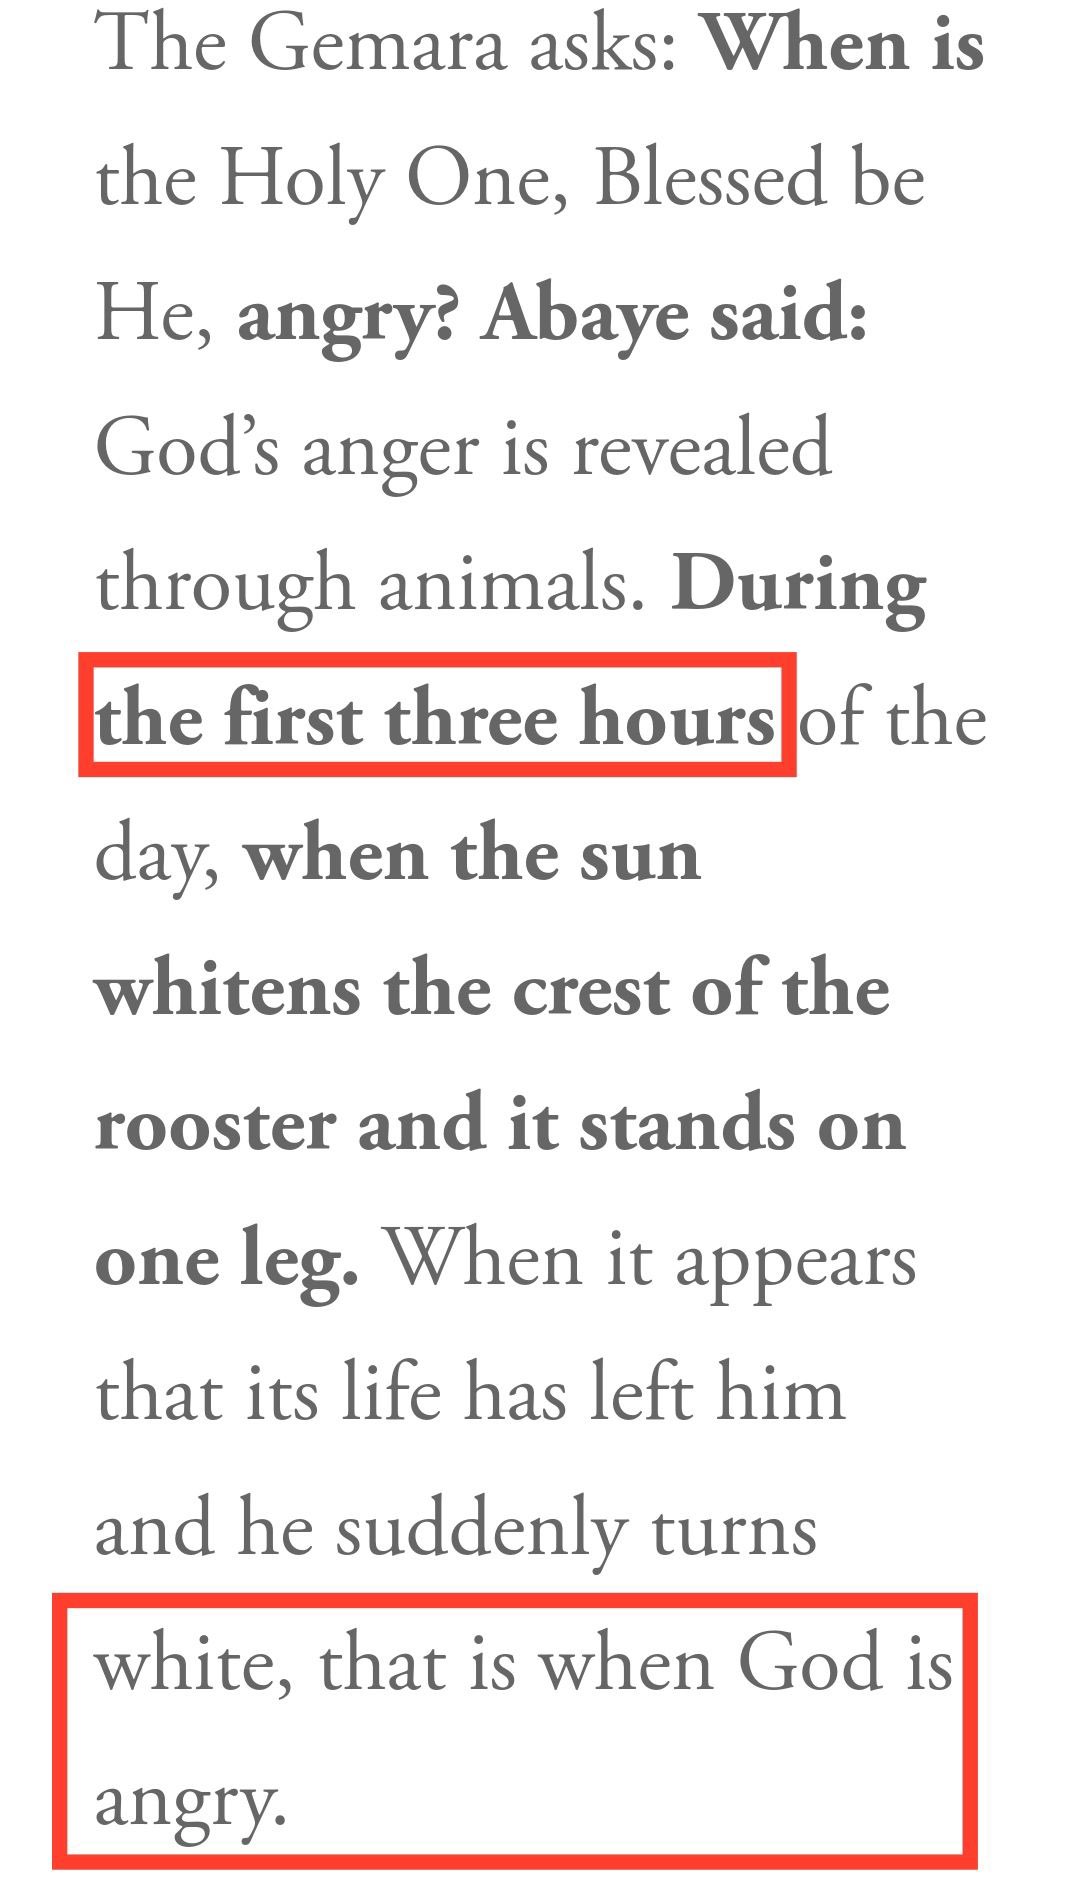 The Gemara asks: When is
the Holy One, Blessed be
He, angry? Abaye said:
God’s anger is revealed
through animals. During
the first three hours of the
day, when the sun
whitens the crest of the
rooster and it stands on
one leg. When it appears
that its life has left him
and he suddenly turns
white, that is when God is
angry.